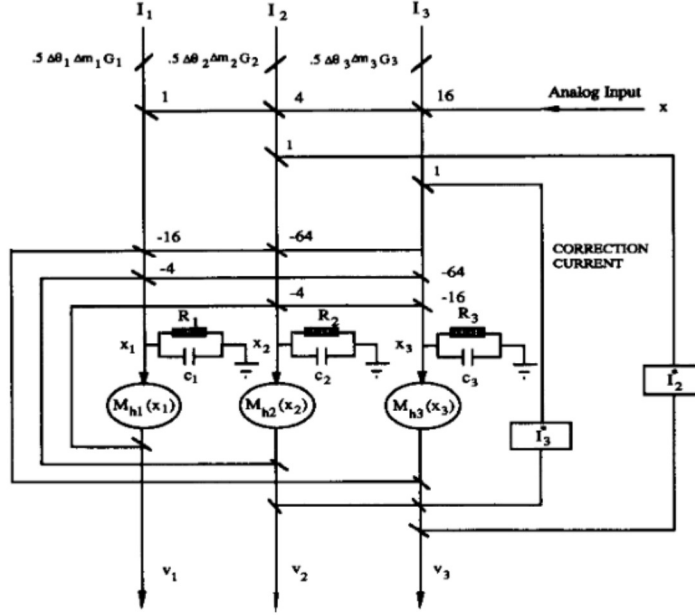 I₁ I₂ I₃
.5 Δθ₁ Δm₁ G₁ .5 Δθ₂ Δm₂ G₂ .5 Δθ₃ Δm₃ G₃
1 4 16 Analog Input x
1
1
-16 -64
CORRECTION
CURRENT
-4 -64
-4 -16
R₁ R₂ R₃
x₁ x₂ x₃
c₁ c₂ c₃
I*₂
Mₕ₁(x₁) Mₕ₂(x₂) Mₕ₃(x₃)
I*₃
v₁ v₂ v₃